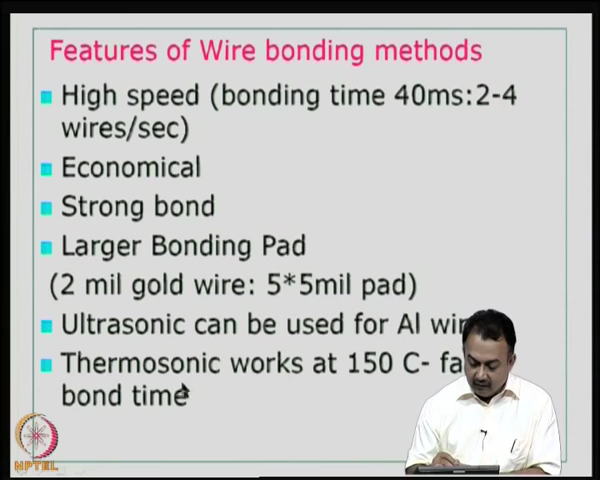 Features of Wire bonding methods
High speed (bonding time 40ms:2-4
wires/sec)
Economical
Strong bond
Larger Bonding Pad
(2 mil gold wire: 5*5mil pad)
Ultrasonic can be used for Al
Thermosonic works at 150 C-
bond time
NPTEL